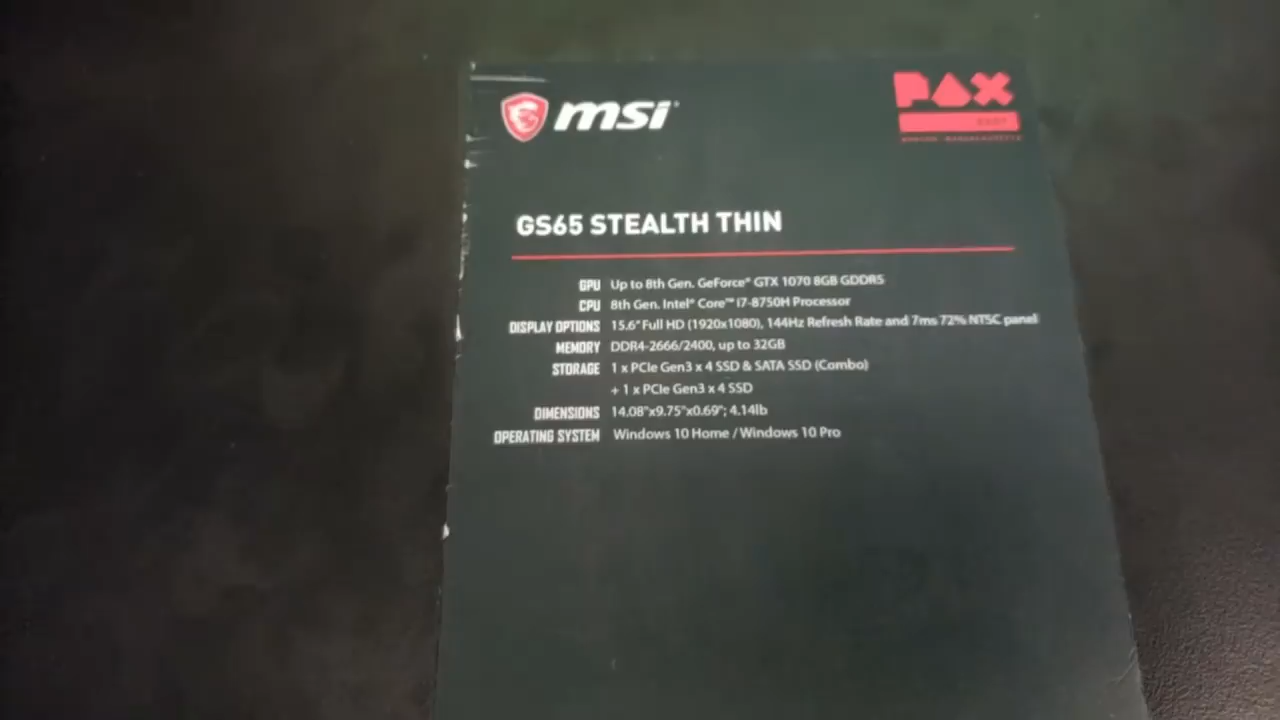 msi
PAX
EAST
GS65 STEALTH THIN
GPU Up to 8th Gen. GeForce® GTX 1070 8GB GDDR5
CPU 8th Gen. Intel® Core™ i7-8750H Processor
DISPLAY OPTIONS 15.6" Full HD (1920x1080), 144Hz Refresh Rate and 7ms 72% NTSC panel
MEMORY DDR4-2666/2400, up to 32GB
STORAGE 1 x PCIe Gen3 x 4 SSD & SATA SSD (Combo)
+ 1 x PCIe Gen3 x 4 SSD
DIMENSIONS 14.08"x9.75"x0.69"; 4.14lb
OPERATING SYSTEM Windows 10 Home / Windows 10 Pro